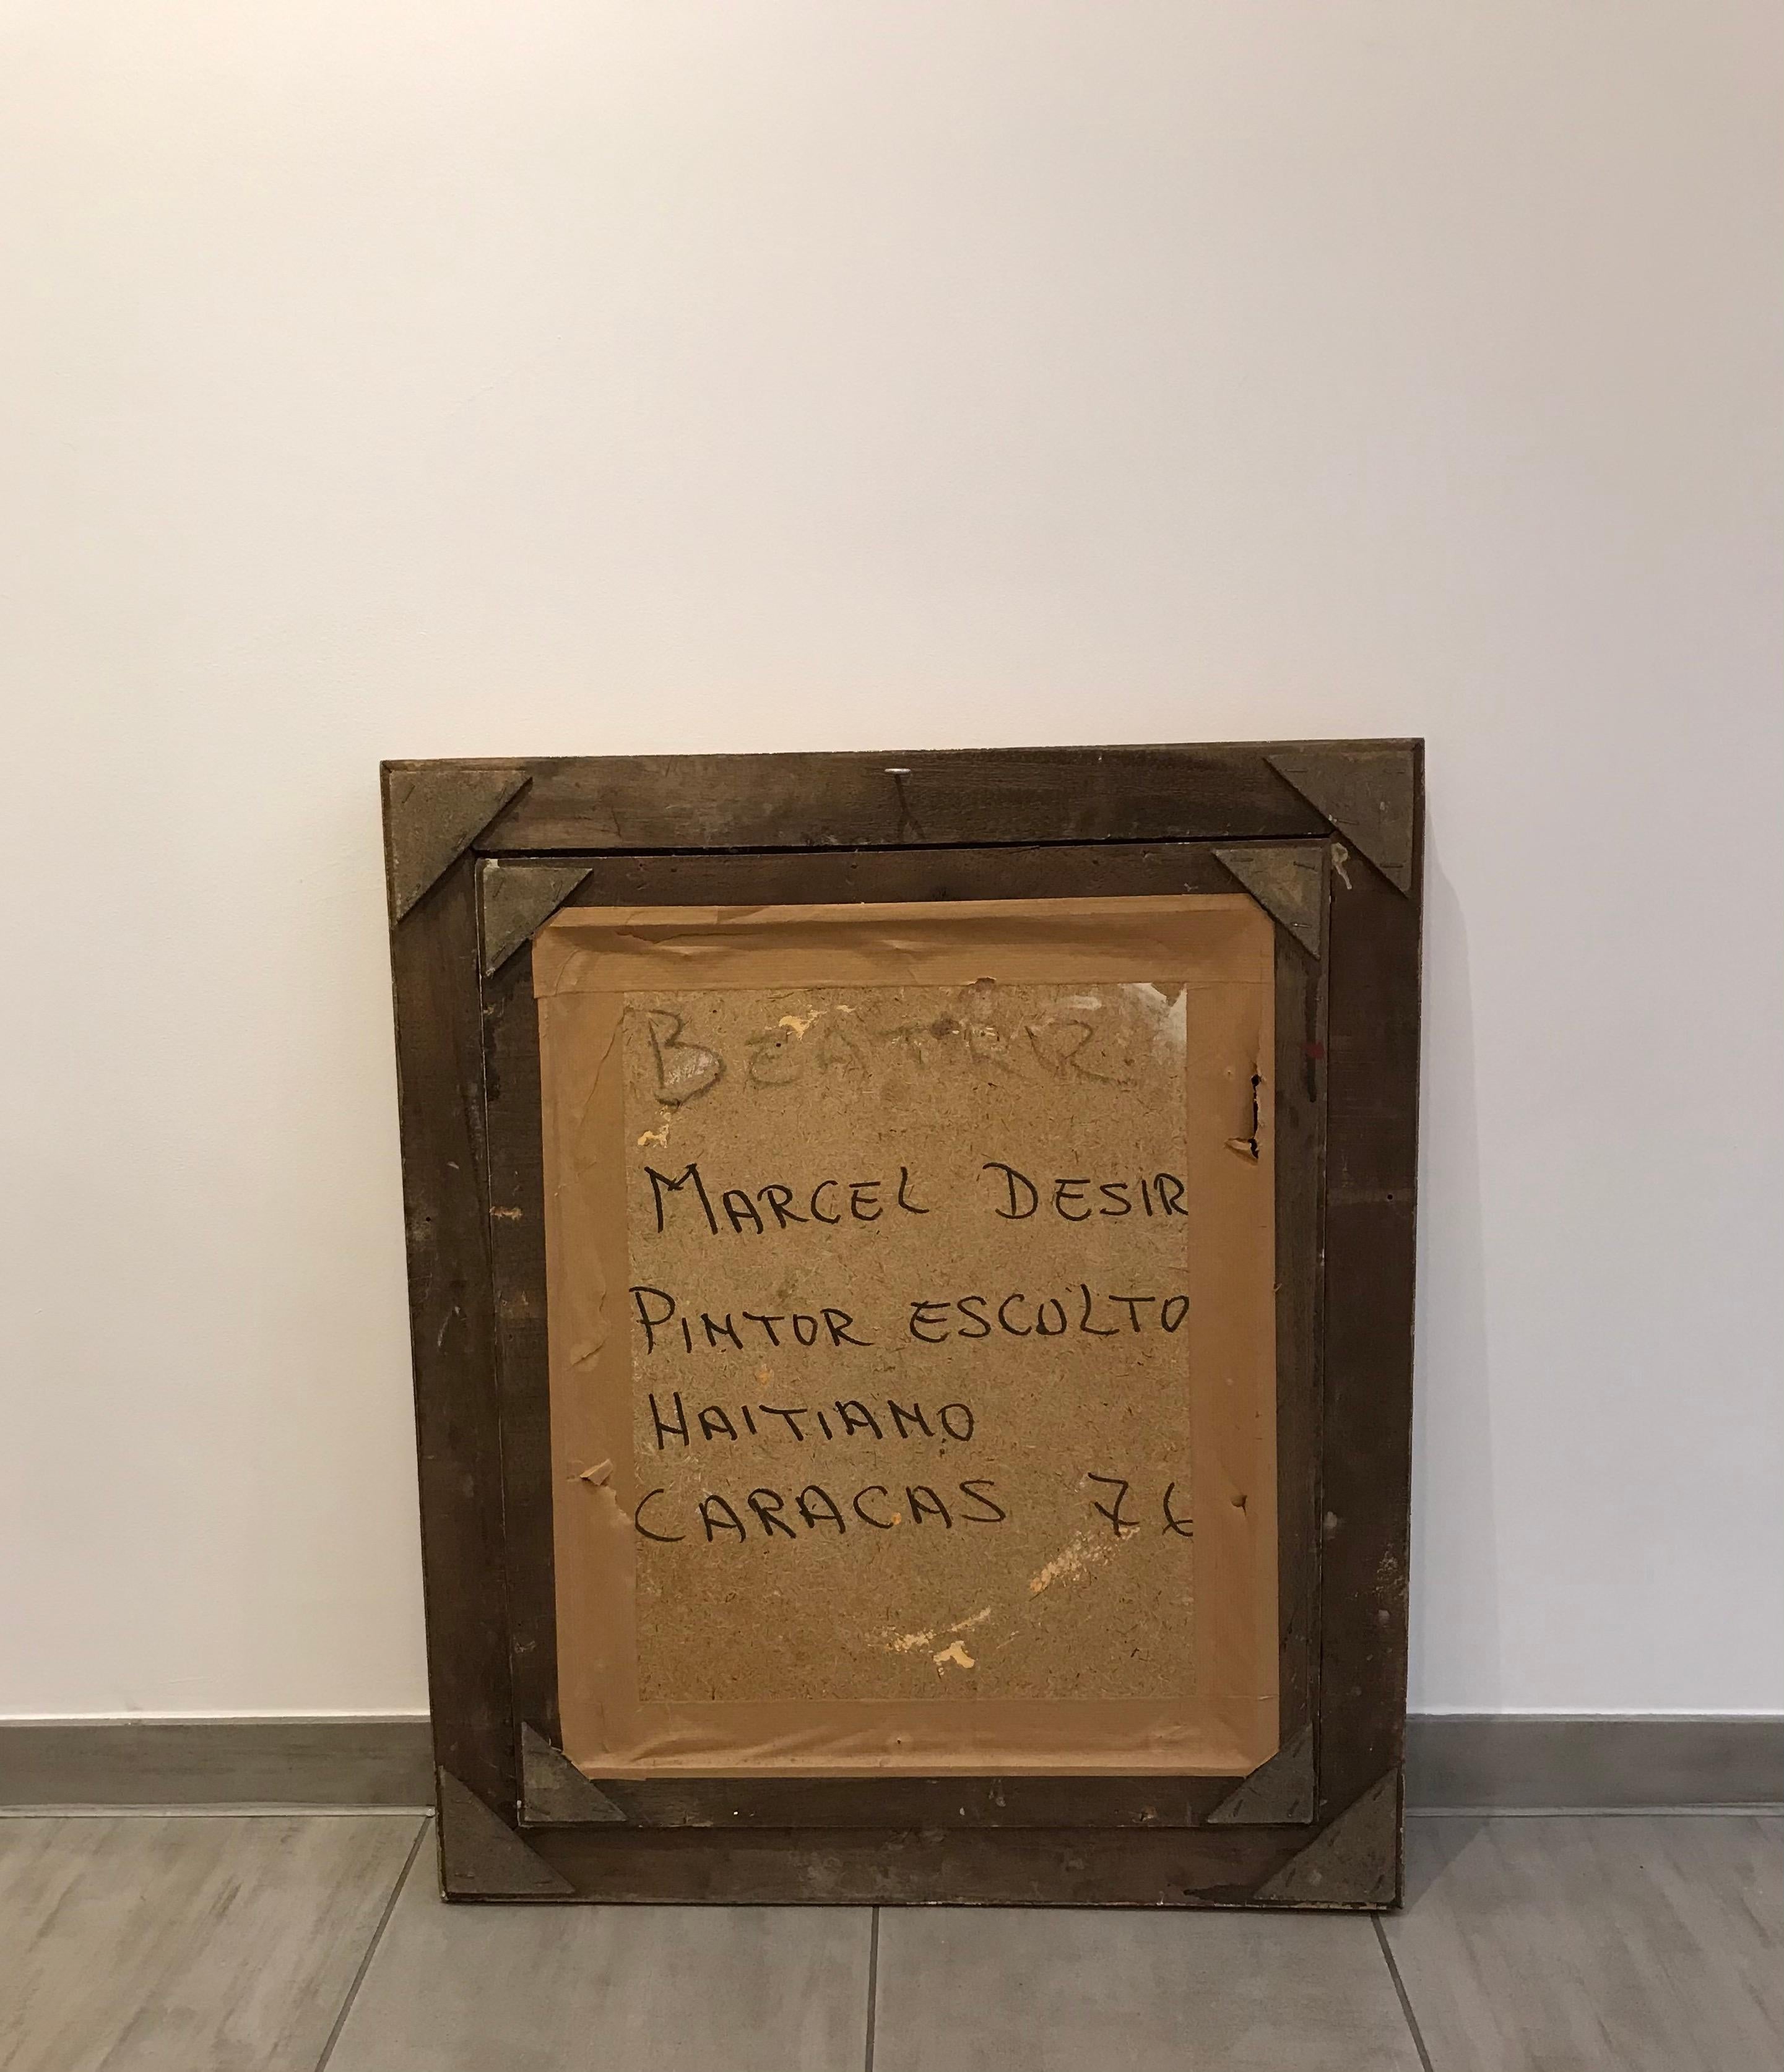 MARCEL DESIR
PINTOR ESCULTO
HAITIANO
CARACAS 76